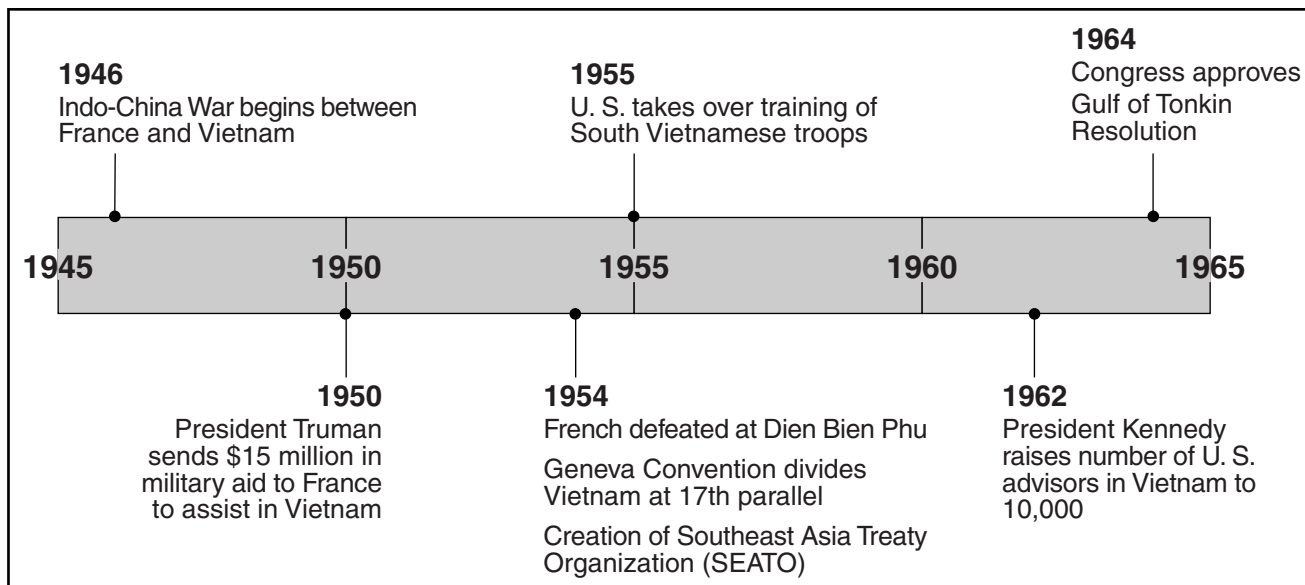 1946
Indo-China War begins between
France and Vietnam
1955
U. S. takes over training of
South Vietnamese troops
1964
Congress approves
Gulf of Tonkin
Resolution
1945
1950
1955
1960
1965
1950
President Truman
sends $15 million in
military aid to France
to assist in Vietnam
1954
French defeated at Dien Bien Phu
Geneva Convention divides
Vietnam at 17th parallel
Creation of Southeast Asia Treaty
Organization (SEATO)
1962
President Kennedy
raises number of U. S.
advisors in Vietnam to
10,000